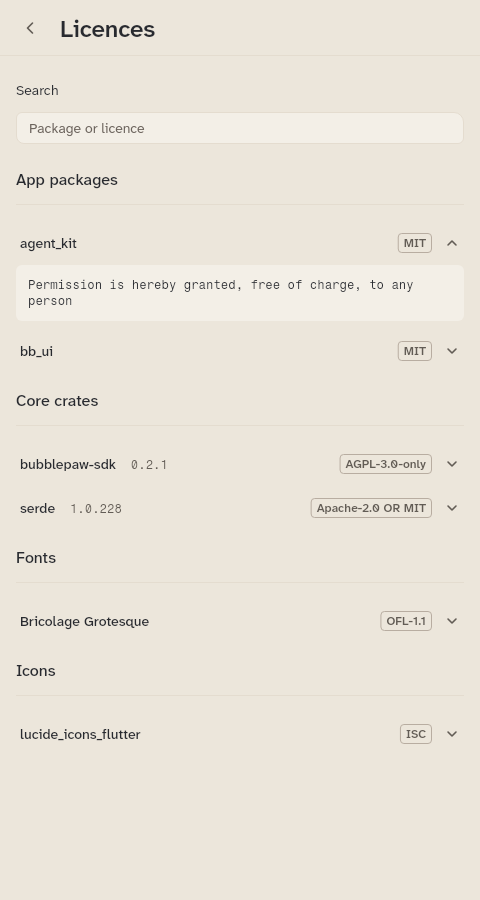 Licences
Search
Package or licence
App packages
agent_kit MIT
Permission is hereby granted, free of charge, to any
person
bb_ui MIT
Core crates
bubblepaw-sdk 0.2.1 AGPL-3.0-only
serde 1.0.228 Apache-2.0 OR MIT
Fonts
Bricolage Grotesque OFL-1.1
Icons
lucide_icons_flutter ISC